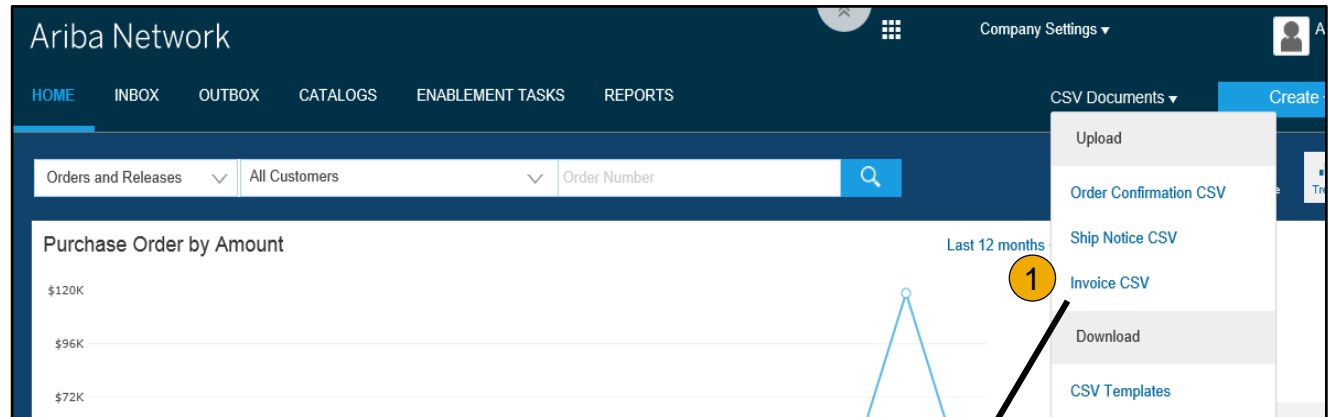 Ariba Network
Company Settings ▾
A
HOME INBOX OUTBOX CATALOGS ENABLEMENT TASKS REPORTS
CSV Documents ▾
Create
Upload
Orders and Releases
All Customers
Order Number
Order Confirmation CSV
Purchase Order by Amount
Last 12 months
Ship Notice CSV
1
Invoice CSV
$120K
Download
$96K
CSV Templates
$72K